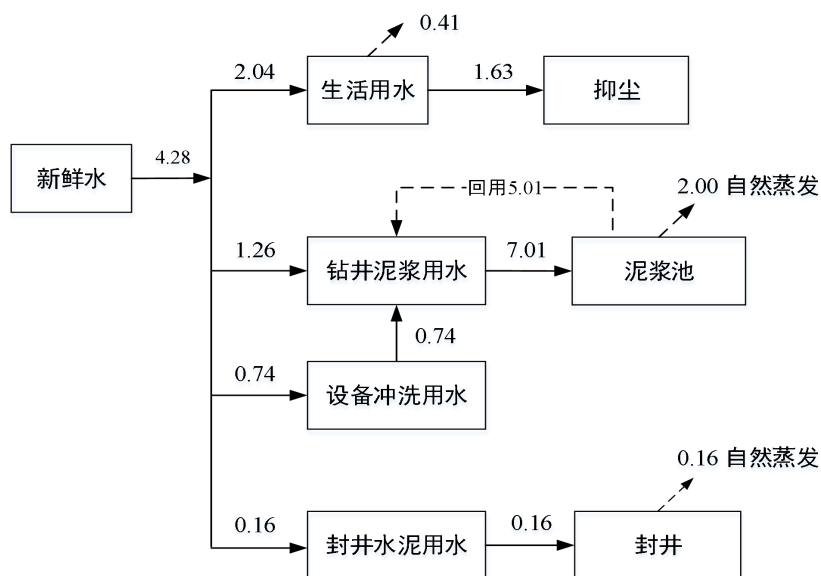 0.41
2.04
生活用水
1.63
抑尘
新鲜水
4.28
回用5.01
2.00 自然蒸发
1.26
钻井泥浆用水
7.01
泥浆池
0.74
0.74
设备冲洗用水
0.16 自然蒸发
0.16
封井水泥用水
0.16
封井